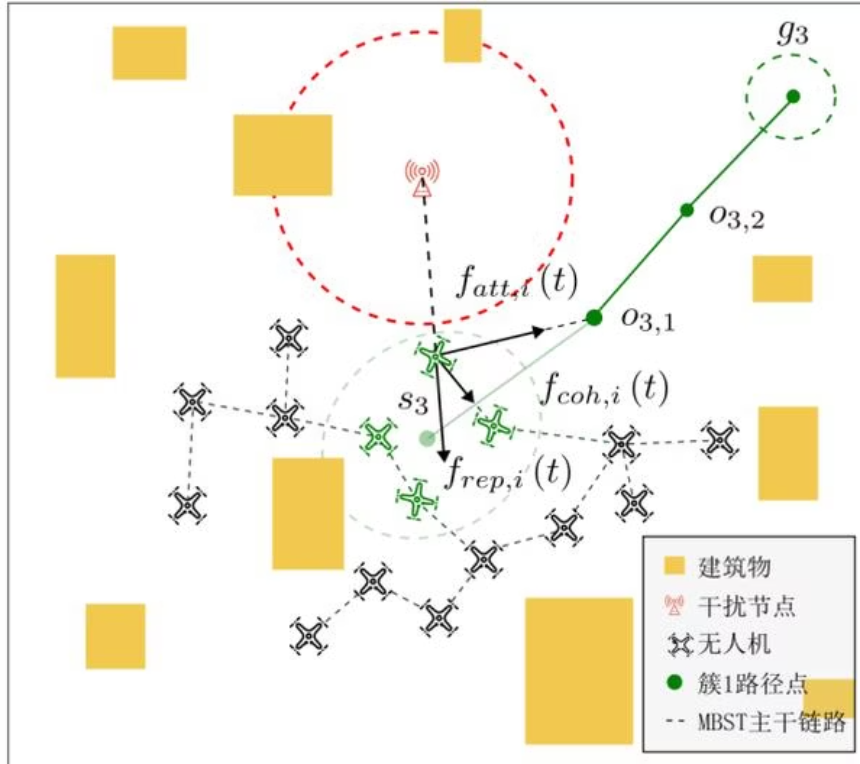 g3
o3,2
fatt,i (t)
o3,1
s3
fcoh,i (t)
frep,i (t)
建筑物
干扰节点
无人机
簇1路径点
MBST主干链路